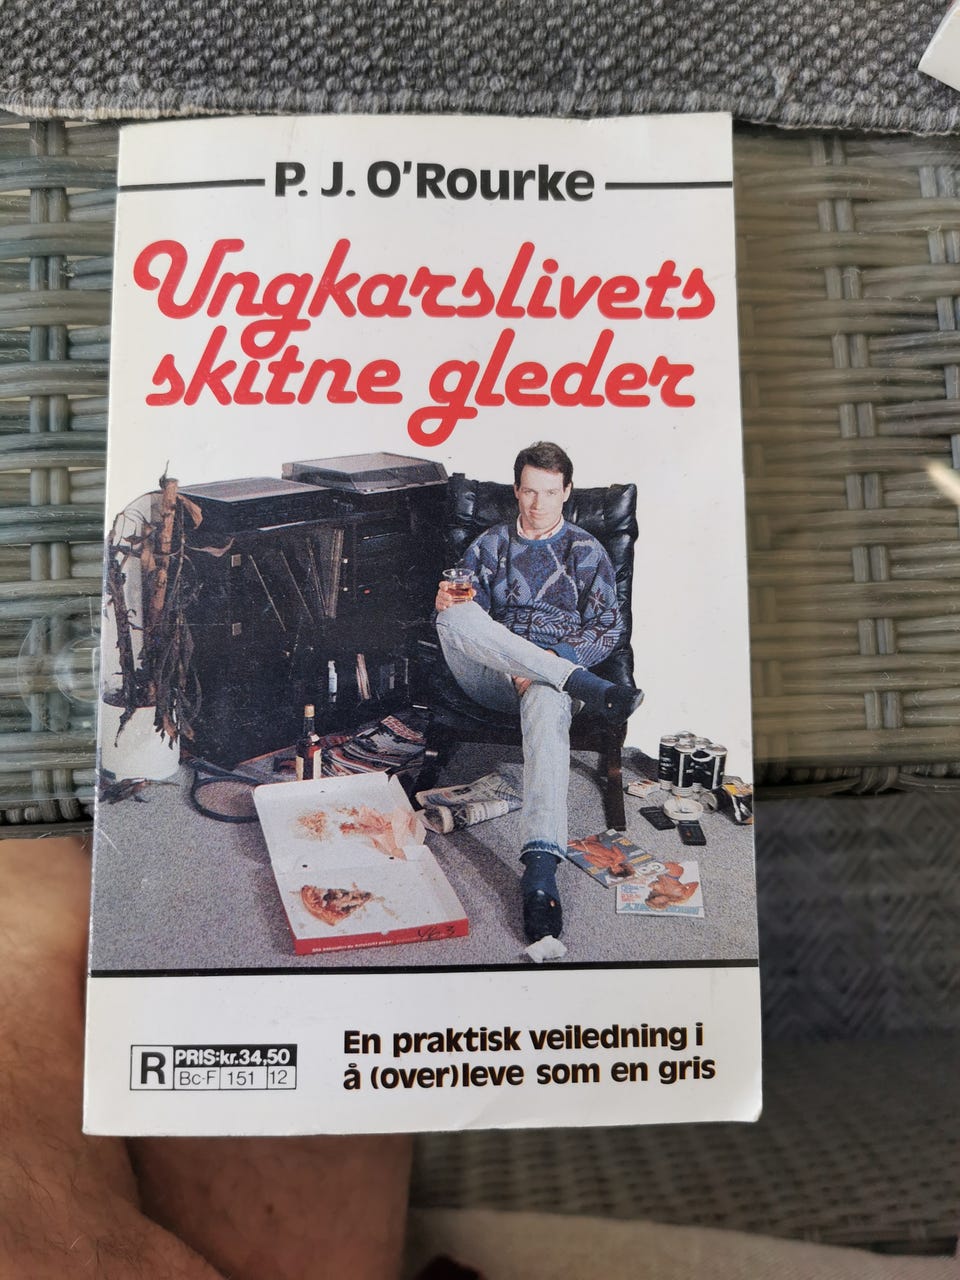 P. J. O'Rourke
Ungkarslivets
skitne gleder
En praktisk veiledning i
å (over)leve som en gris
R
PRIS:kr.34,50
Bc-F 151 12